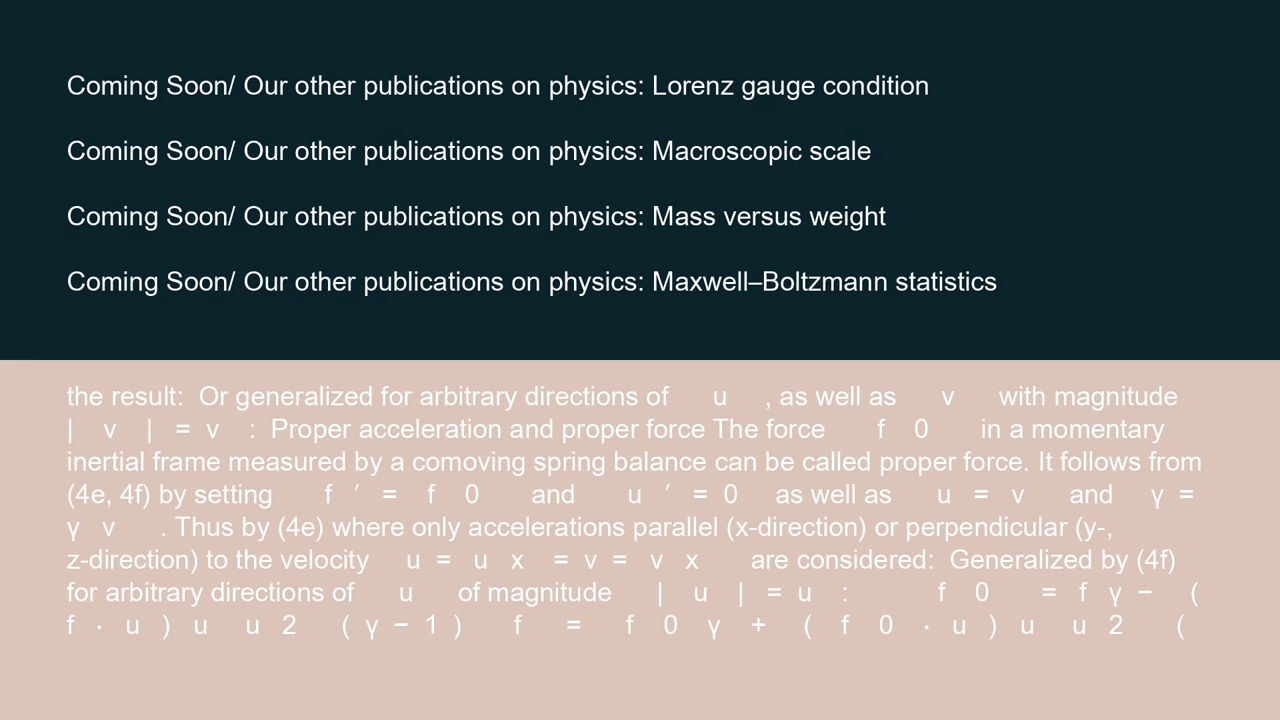 Coming Soon/ Our other publications on physics: Lorenz gauge condition
Coming Soon/ Our other publications on physics: Macroscopic scale
Coming Soon/ Our other publications on physics: Mass versus weight
Coming Soon/ Our other publications on physics: Maxwell–Boltzmann statistics
the result: Or generalized for arbitrary directions of u , as well as v with magnitude
| v | = v : Proper acceleration and proper force The force f 0 in a momentary
inertial frame measured by a comoving spring balance can be called proper force. It follows from
(4e, 4f) by setting f ′ = f 0 and u ′ = 0 as well as u = v and γ =
γ v . Thus by (4e) where only accelerations parallel (x-direction) or perpendicular (y-,
z-direction) to the velocity u = u x = v = v x are considered: Generalized by (4f)
for arbitrary directions of u of magnitude | u | = u : f 0 = f γ − (
f ⋅ u ) u u 2 ( γ − 1 ) f = f 0 γ + ( f 0 ⋅ u ) u u 2 (